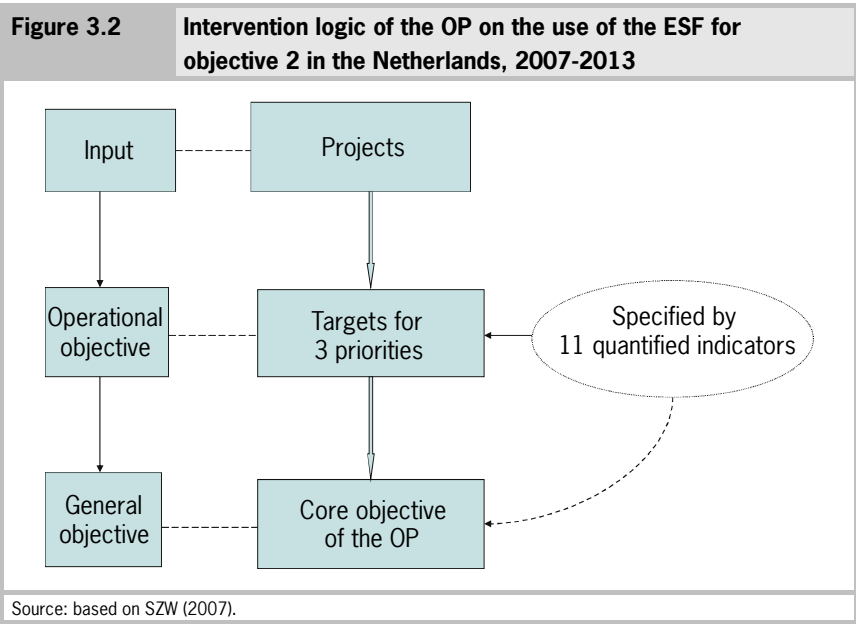 Figure 3.2
Intervention logic of the OP on the use of the ESF for
objective 2 in the Netherlands, 2007-2013
Input
Projects
Operational
objective
Targets for
3 priorities
Specified by
11 quantified indicators
General
objective
Core objective
of the OP
Source: based on SZW (2007).